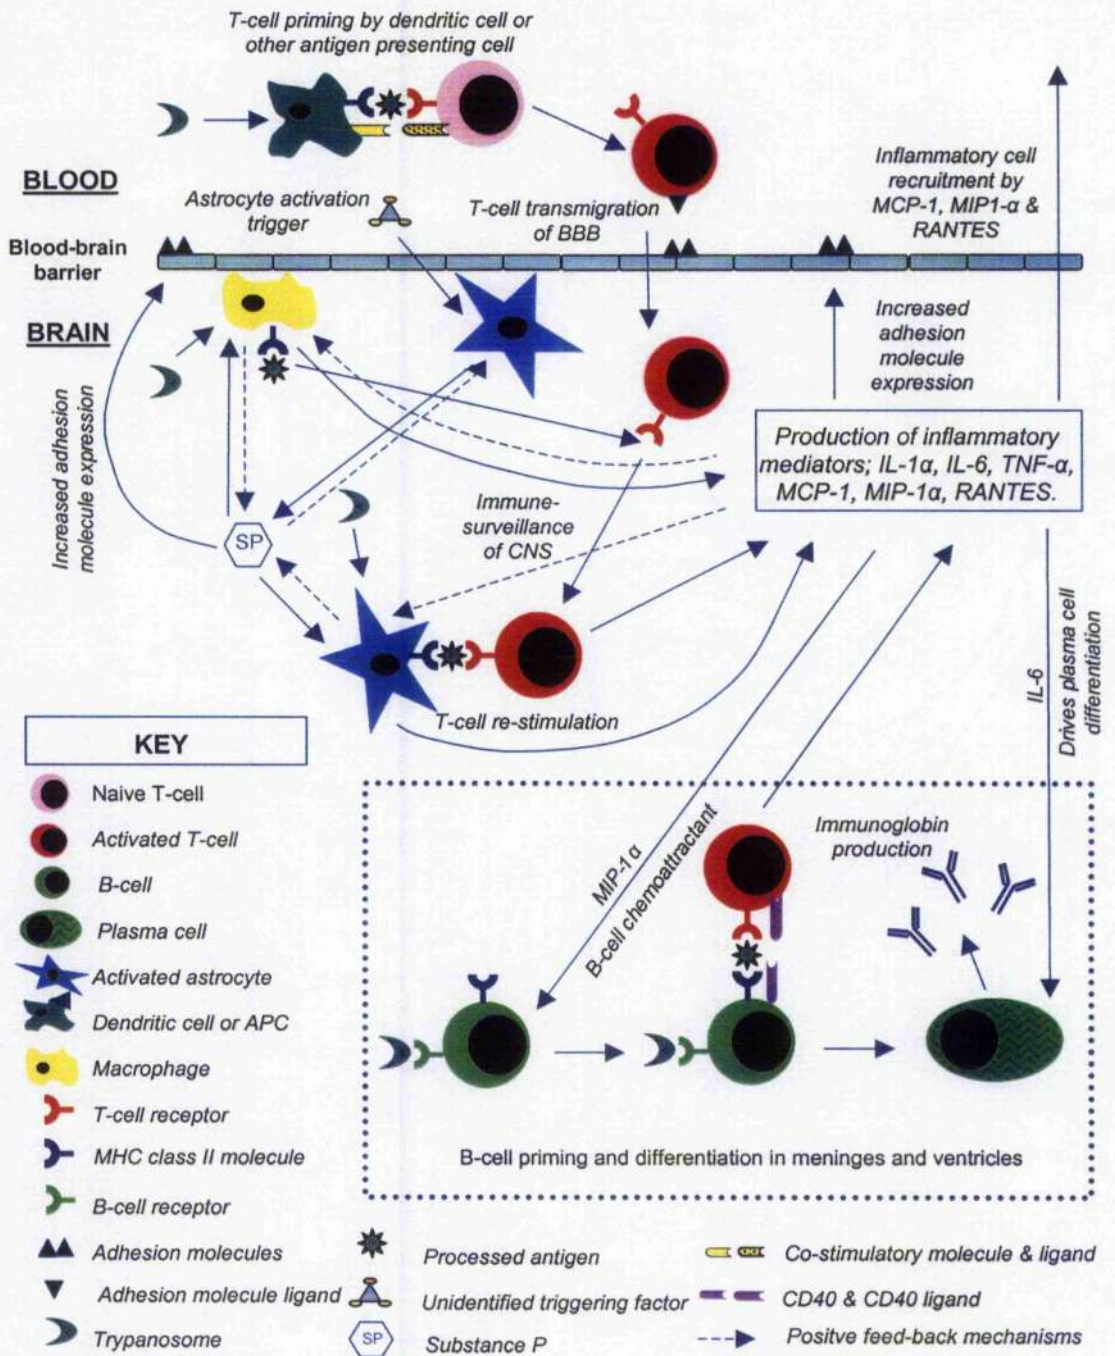 T-cell priming by dendritic cell or
other antigen presenting cell
BLOOD
Astrocyte activation
trigger
T-cell transmigration
of BBB
Inflammatory cell
recruitment by
MCP-1, MIP1-α &
RANTES
Blood-brain
barrier
BRAIN
Increased adhesion
molecule expression
Increased
adhesion
molecule
expression
Production of inflammatory
mediators; IL-1α, IL-6, TNF-α,
MCP-1, MIP-1α, RANTES.
Immune-
surveillance
of CNS
SP
T-cell re-stimulation
IL-6
Drives plasma cell
differentiation
MIP-1α
B-cell chemoattractant
Immunoglobin
production
B-cell priming and differentiation in meninges and ventricles
KEY
Naive T-cell
Activated T-cell
B-cell
Plasma cell
Activated astrocyte
Dendritic cell or APC
Macrophage
T-cell receptor
MHC class II molecule
B-cell receptor
Adhesion molecules
Adhesion molecule ligand
Trypanosome
Processed antigen
Unidentified triggering factor
SP
Substance P
Co-stimulatory molecule & ligand
CD40 & CD40 ligand
Positve feed-back mechanisms